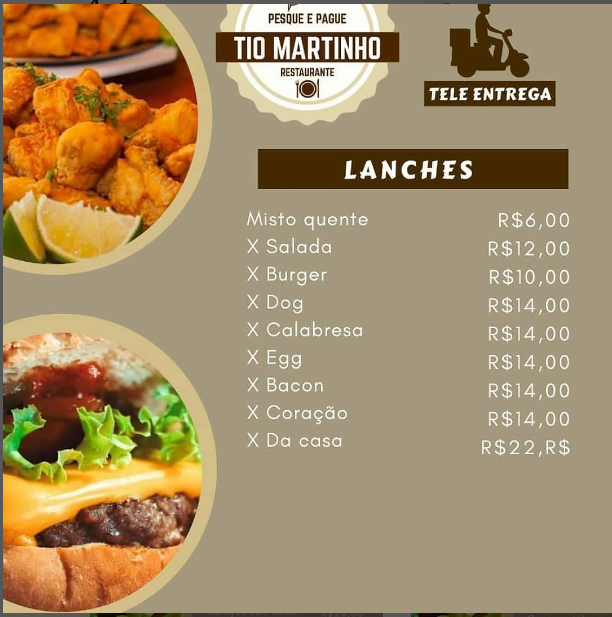 PESQUE E PAGUE
TIO MARTINHO
RESTAURANTE
TELE ENTREGA
LANCHES
Misto quente R$6,00
X Salada R$12,00
X Burger R$10,00
X Dog R$14,00
X Calabresa R$14,00
X Egg R$14,00
X Bacon R$14,00
X Coração R$14,00
X Da casa R$22,R$